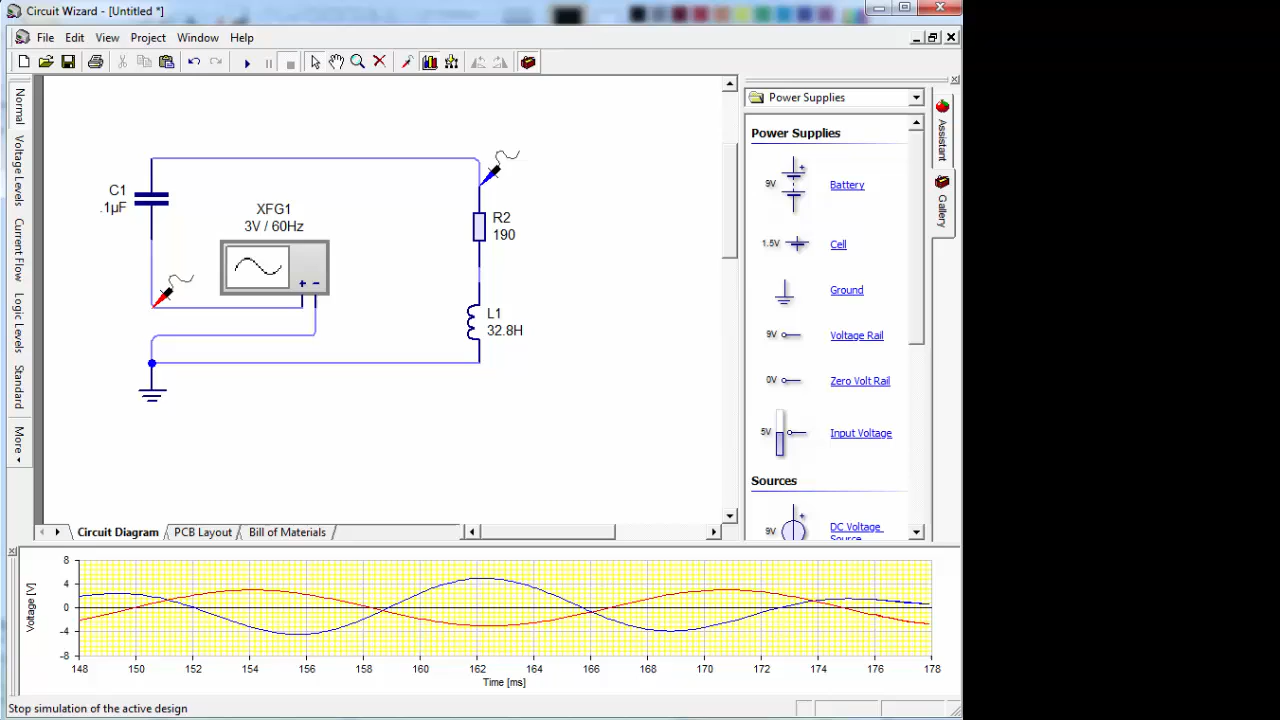 Circuit Wizard - [Untitled *]
File Edit View Project Window Help
Normal
Voltage Levels
Current Flow
Logic Levels
Standard
More
C1
.1µF
XFG1
3V / 60Hz
+ −
R2
190
L1
32.8H
Power Supplies
Power Supplies
9V Battery
1.5V Cell
Ground
9V Voltage Rail
0V Zero Volt Rail
5V Input Voltage
Sources
9V DC Voltage
Source
Assistant
Gallery
Circuit Diagram PCB Layout Bill of Materials
Voltage [V]
8
4
0
-4
-8
148 150 152 154 156 158 160 162 164 166 168 170 172 174 176 178
Time [ms]
Stop simulation of the active design